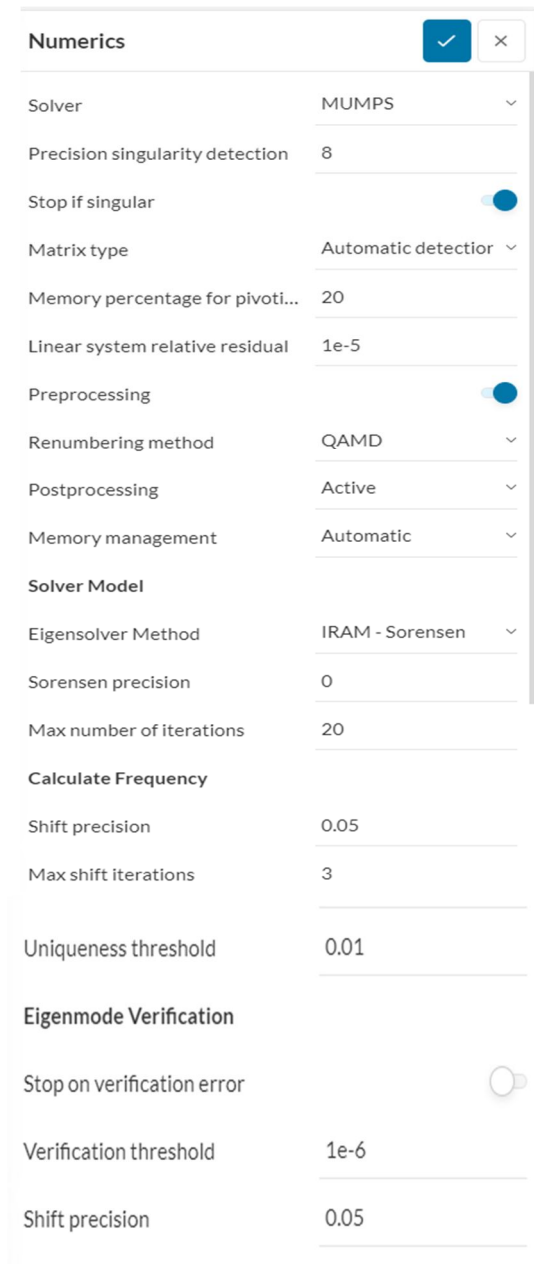 Numerics
Solver MUMPS
Precision singularity detection 8
Stop if singular
Matrix type Automatic detection
Memory percentage for pivoti... 20
Linear system relative residual 1e-5
Preprocessing
Renumbering method QAMD
Postprocessing Active
Memory management Automatic
Solver Model
Eigensolver Method IRAM - Sorensen
Sorensen precision 0
Max number of iterations 20
Calculate Frequency
Shift precision 0.05
Max shift iterations 3
Uniqueness threshold 0.01
Eigenmode Verification
Stop on verification error
Verification threshold 1e-6
Shift precision 0.05